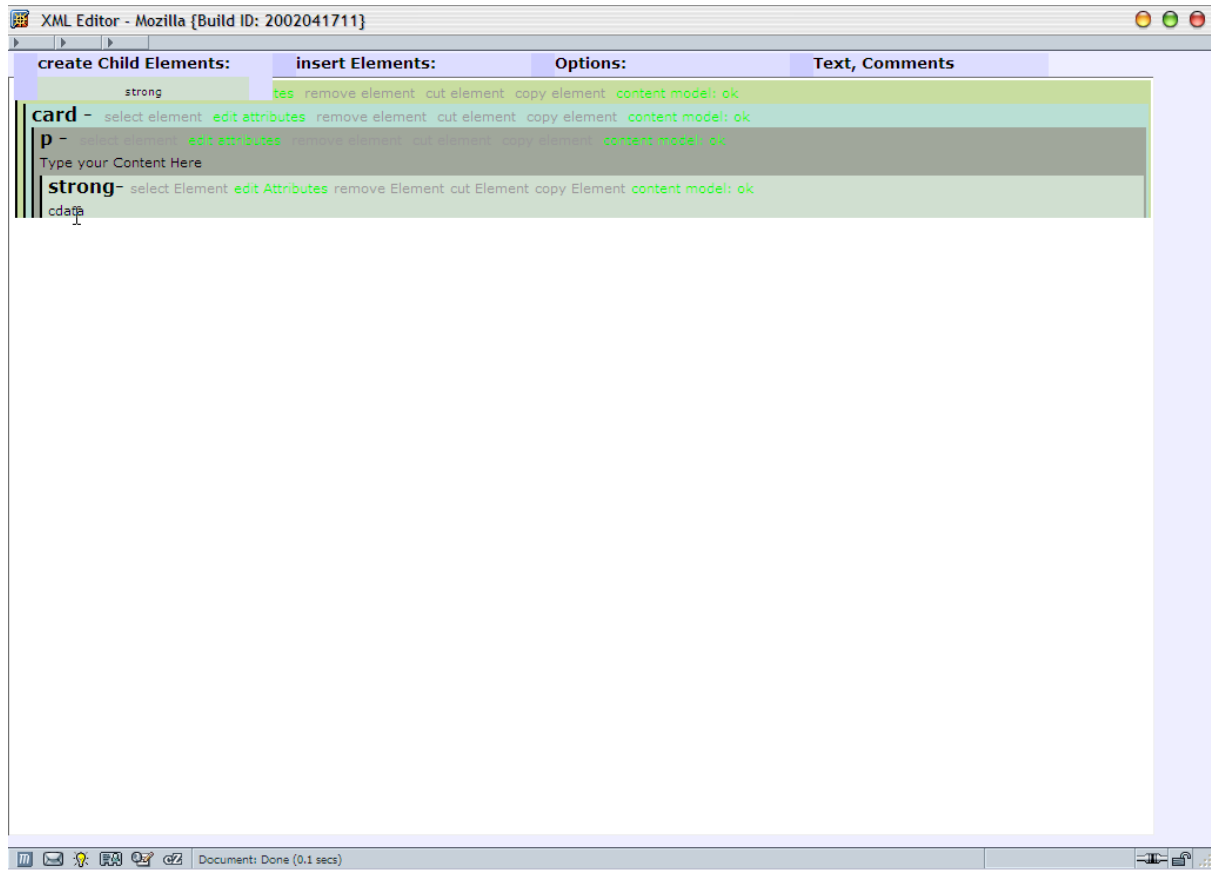 XML Editor - Mozilla {Build ID: 2002041711}
create Child Elements: insert Elements: Options: Text, Comments
strong tes remove element cut element copy element content model: ok
card - select element edit attributes remove element cut element copy element content model: ok
p - select element edit attributes remove element cut element copy element content model: ok
Type your Content Here
strong- select Element edit Attributes remove Element cut Element copy Element content model: ok
cdata
Document: Done (0.1 secs)